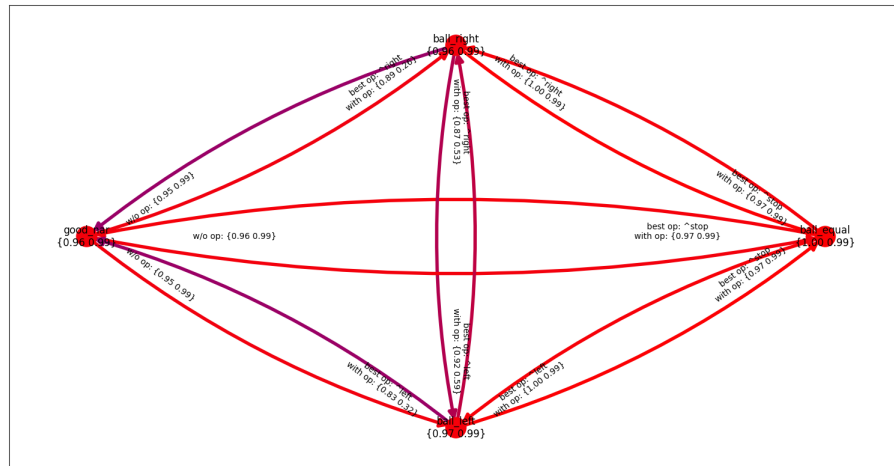 ball_right
{0.96 0.99}
best op: ^right
with op: {0.89 0.26}
best op: ^right
with op: {1.00 0.99}
best op: ^right
with op: {0.87 0.53}
w/o op: {0.95 0.99}
good_ear
{0.96 0.99}
w/o op: {0.96 0.99}
best op: ^stop
with op: {0.97 0.99}
best op: ^stop
with op: {0.97 0.99}
ball_equal
{1.00 0.99}
w/o op: {0.95 0.99}
best op: ^stop
with op: {0.97 0.99}
best op: ^left
with op: {0.92 0.59}
best op: ^left
with op: {0.83 0.32}
best op: ^left
with op: {1.00 0.99}
ball_left
{0.97 0.99}